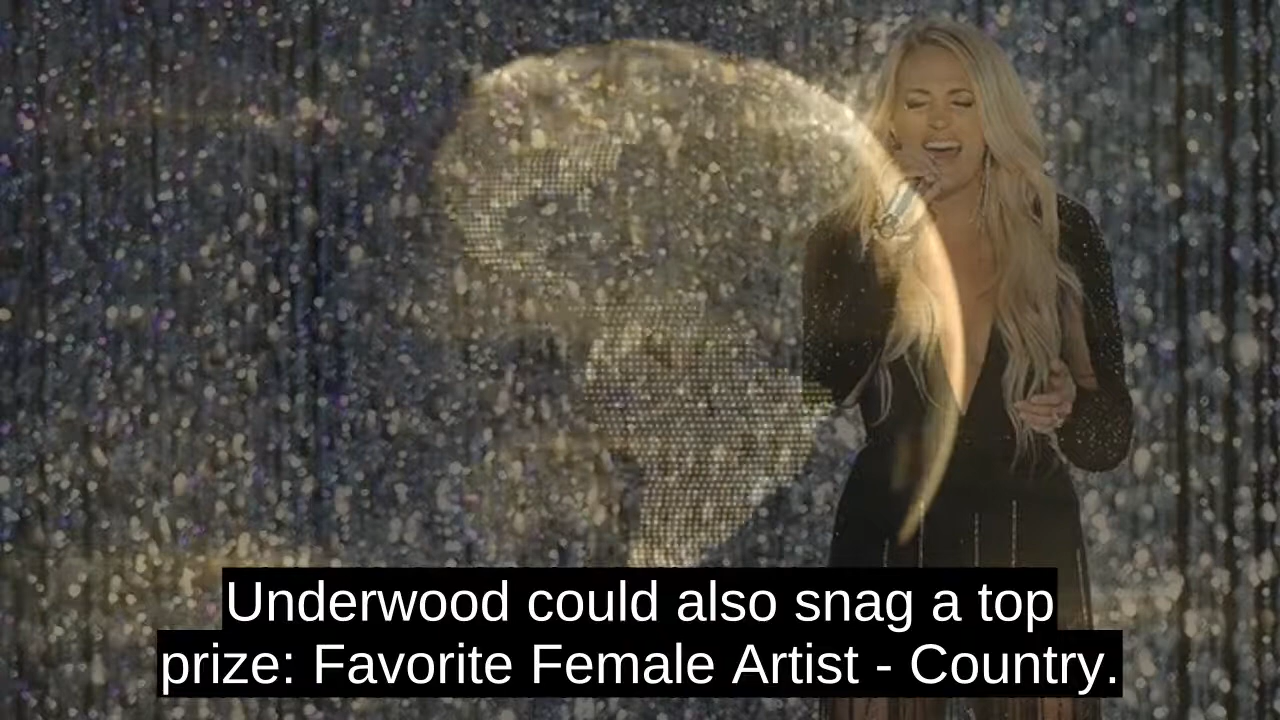 Underwood could also snag a top
prize: Favorite Female Artist - Country.